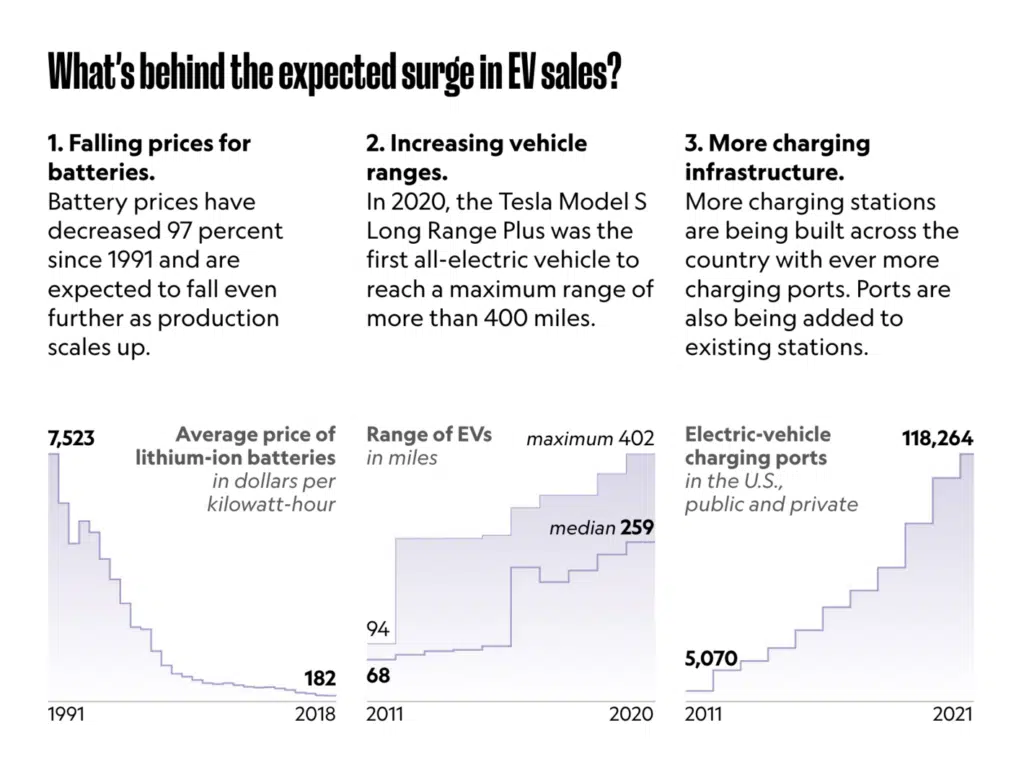 What's behind the expected surge in EV sales?
1. Falling prices for
batteries.
Battery prices have
decreased 97 percent
since 1991 and are
expected to fall even
further as production
scales up.
2. Increasing vehicle
ranges.
In 2020, the Tesla Model S
Long Range Plus was the
first all-electric vehicle to
reach a maximum range of
more than 400 miles.
3. More charging
infrastructure.
More charging stations
are being built across the
country with ever more
charging ports. Ports are
also being added to
existing stations.
7,523
Average price of
lithium-ion batteries
in dollars per
kilowatt-hour
182
1991
2018
Range of EVs
in miles
maximum 402
median 259
94
68
2011
2020
Electric-vehicle
charging ports
in the U.S.,
public and private
118,264
5,070
2011
2021